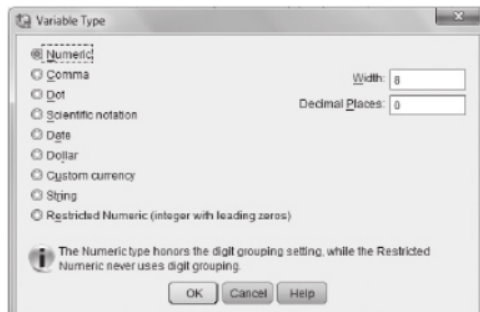 Variable Type
Numeric
Comma
Width: 8
Dot
Decimal Places: 0
Scientific notation
Date
Dollar
Custom currency
String
Restricted Numeric (integer with leading zeros)
The Numeric type honors the digit grouping setting, while the Restricted
Numeric never uses digit grouping.
OK Cancel Help